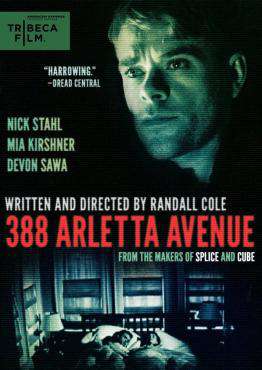 TRIBECA
FILM.
"HARROWING."
–DREAD CENTRAL
NICK STAHL
MIA KIRSHNER
DEVON SAWA
WRITTEN AND DIRECTED BY RANDALL COLE
388 ARLETTA AVENUE
FROM THE MAKERS OF SPLICE AND CUBE